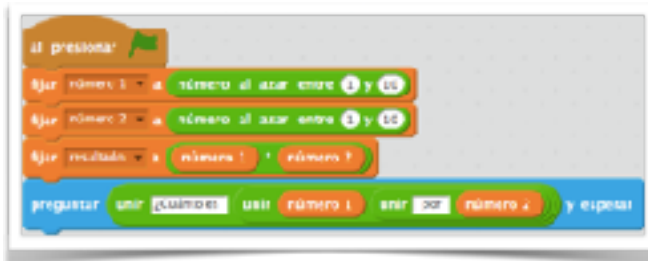 al presionar
fijar número 1 a número al azar entre 1 y 10
fijar número 2 a número al azar entre 1 y 10
fijar resultado a número 1 * número 2
preguntar unir ¿Cuánto es unir número 1 unir por número 2 y esperar